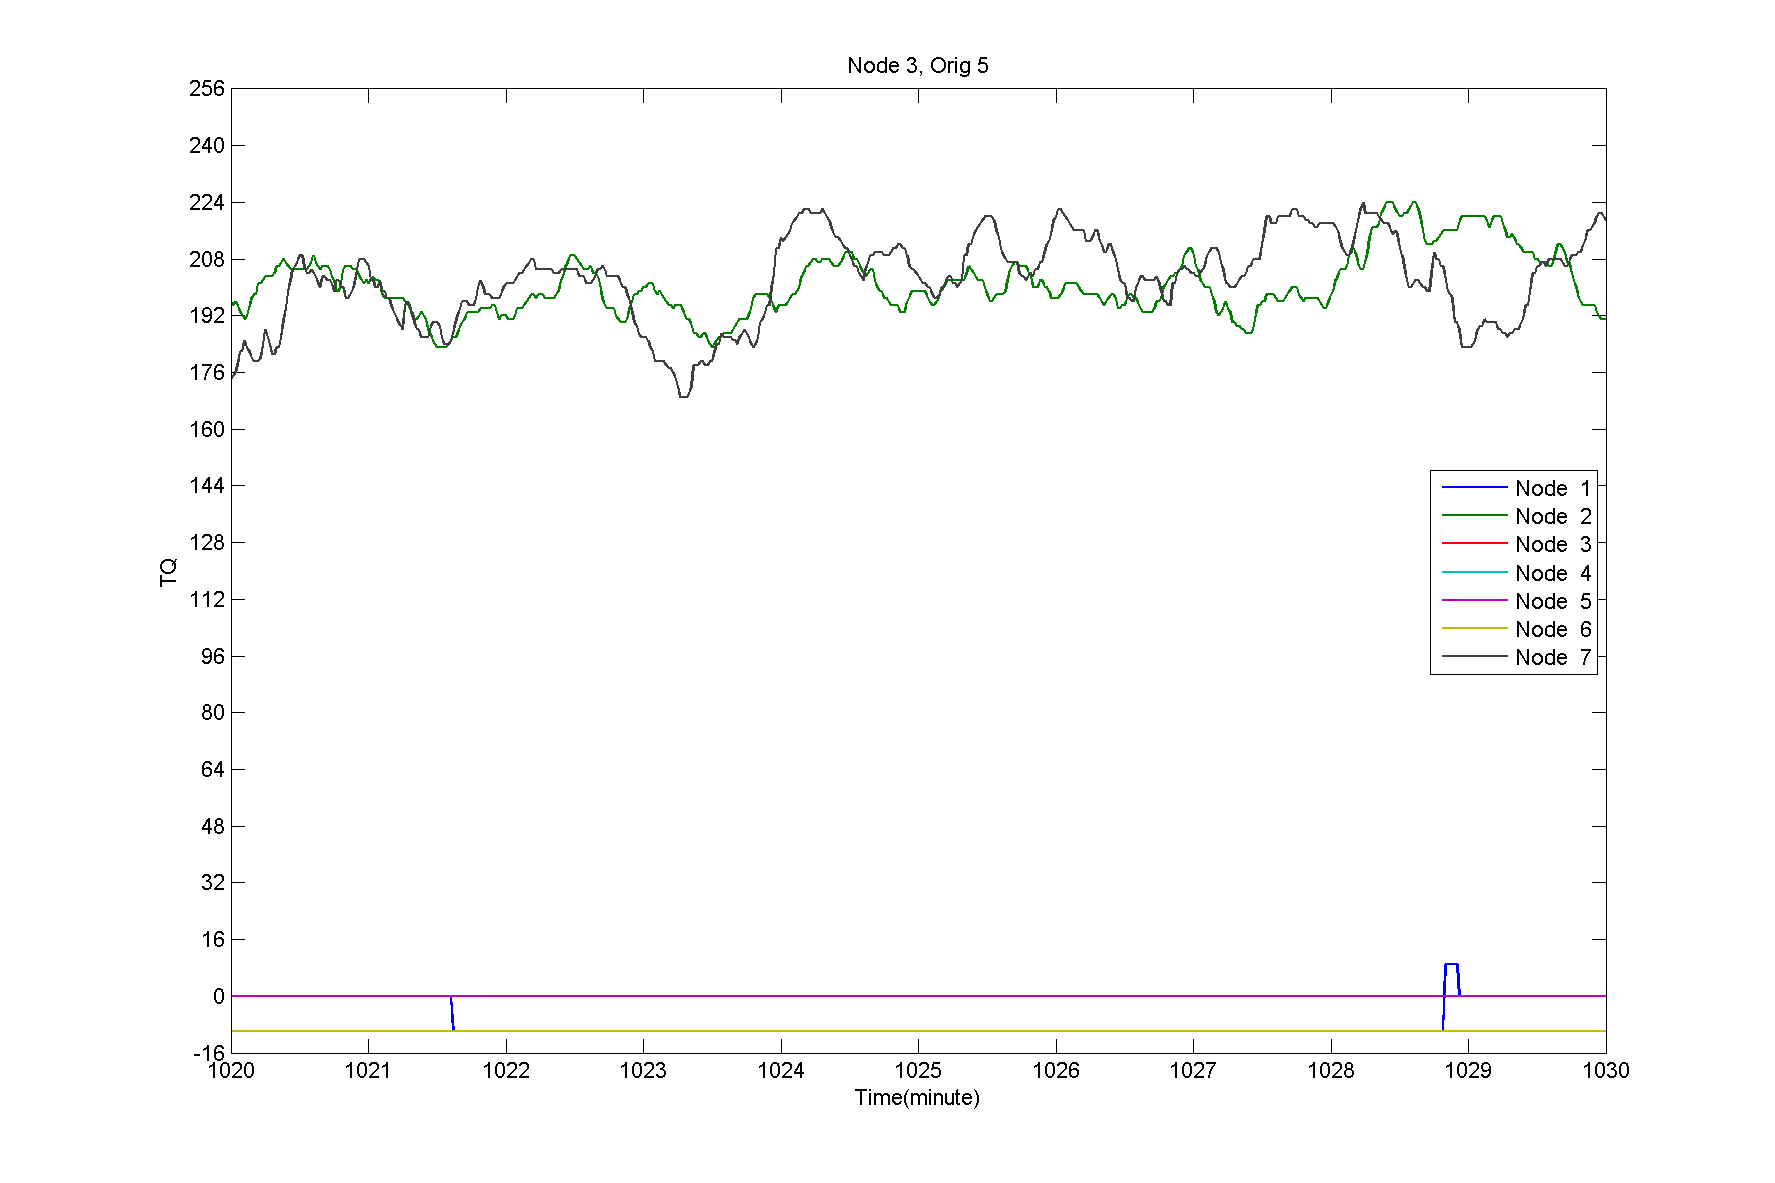 Node 3, Orig 5
256
240
224
208
192
176
160
144
128
112
96
80
64
48
32
16
0
-16
TQ
Node 1
Node 2
Node 3
Node 4
Node 5
Node 6
Node 7
1020 1021 1022 1023 1024 1025 1026 1027 1028 1029 1030
Time(minute)